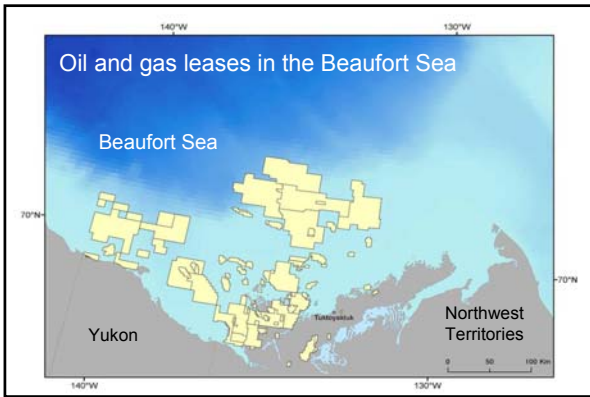 140°W
130°W
Oil and gas leases in the Beaufort Sea
Beaufort Sea
70°N
70°N
Tuktoyaktuk
Yukon
Northwest
Territories
0 50 100 Km
140°W
130°W